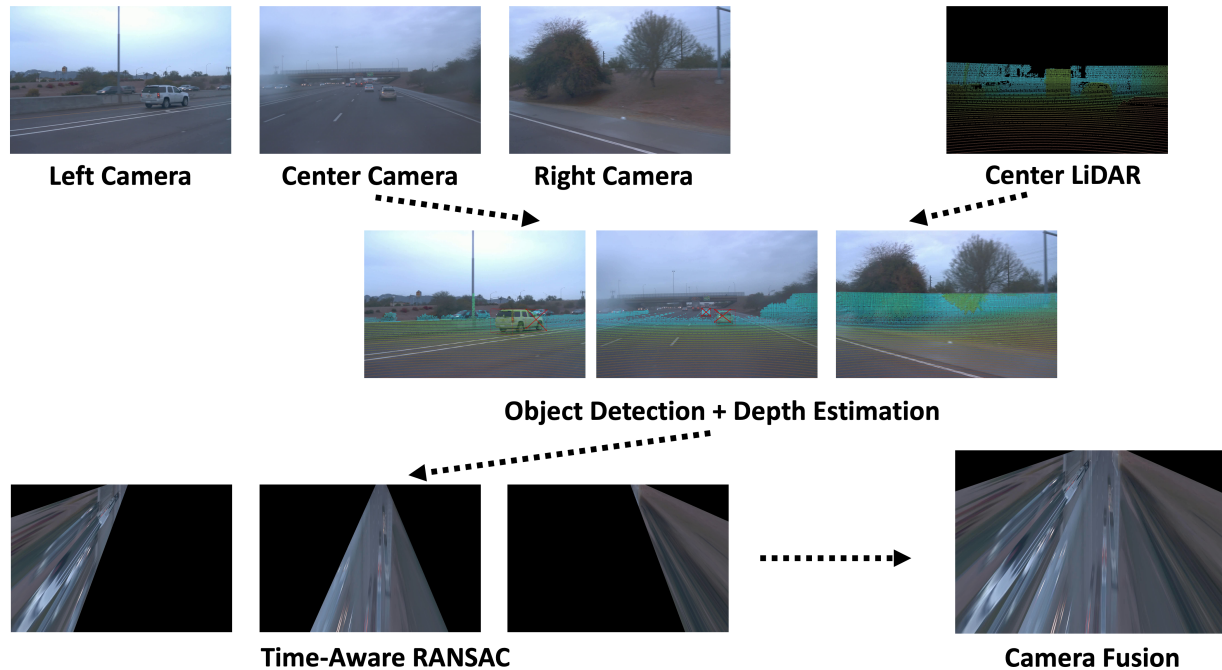 Left Camera
Center Camera
Right Camera
Center LiDAR
Object Detection + Depth Estimation
Time-Aware RANSAC
Camera Fusion